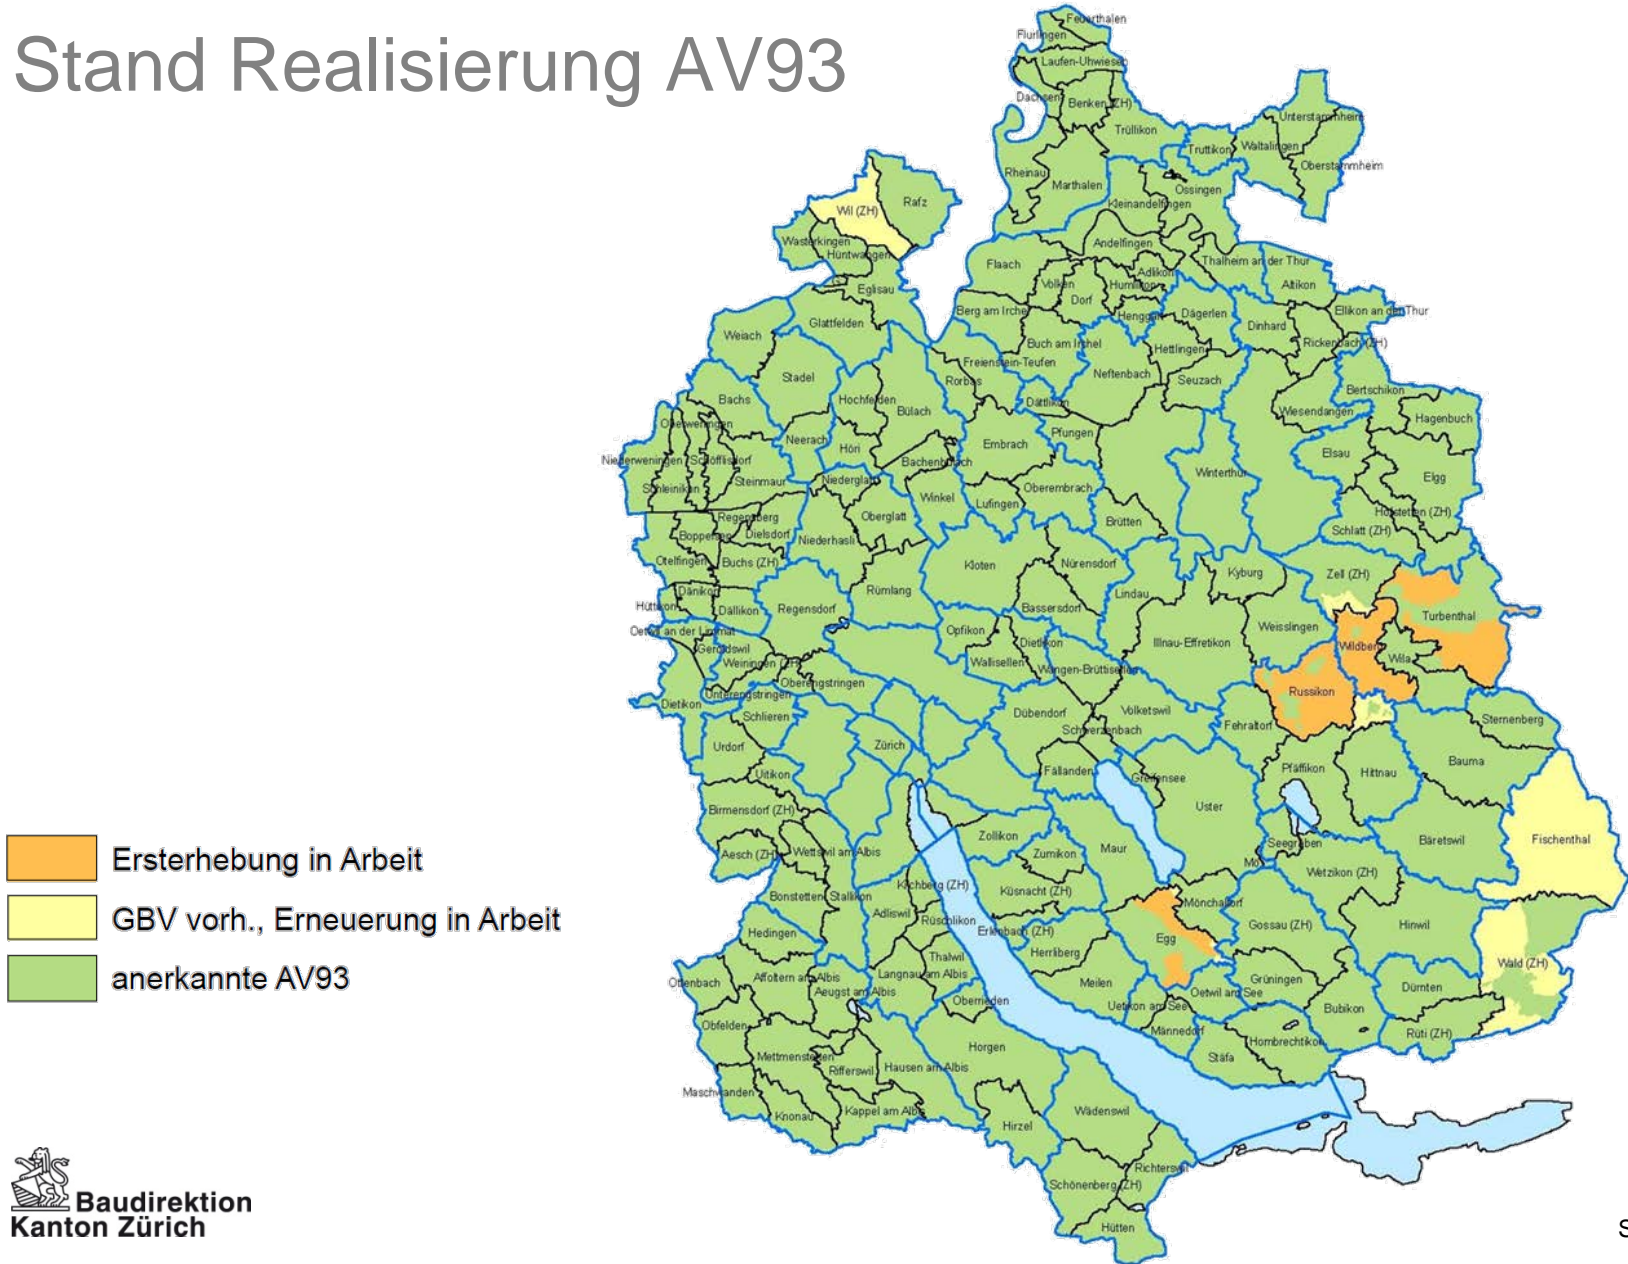 Stand Realisierung AV93
Feuerthalen
Flurlingen
Laufen-Uhwiesen
Dachsen
Benken (ZH)
Trüllikon
Truttikon
Waltalingen
Unterstammheim
Oberstammheim
Rheinau
Marthalen
Ossingen
Kleinandelfingen
Wil (ZH)
Rafz
Wasterkingen
Hüntwangen
Eglisau
Flaach
Andelfingen
Thalheim an der Thur
Adlikon
Altikon
Volken
Dorf
Humlikon
Berg am Irchel
Henggart
Dägerlen
Dinhard
Ellikon an der Thur
Rickenbach (ZH)
Glattfelden
Weiach
Buch am Irchel
Hettlingen
Freienstein-Teufen
Rorbas
Neftenbach
Seuzach
Stadel
Bachs
Hochfelden
Bülach
Dättlikon
Wiesendangen
Bertschikon
Hagenbuch
Oberweningen
Neerach
Höri
Embrach
Pfungen
Elsau
Niederweningen
Schöfflisdorf
Bachenbülach
Winterthur
Elgg
Schleinikon
Steinmaur
Niederglatt
Winkel
Lufingen
Oberembrach
Hofstetten (ZH)
Regensberg
Oberglatt
Brütten
Schlatt (ZH)
Boppelsen
Dielsdorf
Niederhasli
Otelfingen
Buchs (ZH)
Kloten
Nürensdorf
Kyburg
Zell (ZH)
Dänikon
Rümlang
Lindau
Hüttikon
Dällikon
Regensdorf
Bassersdorf
Turbenthal
Oetwil an der Limmat
Opfikon
Dietlikon
Illnau-Effretikon
Weisslingen
Geroldswil
Weiningen (ZH)
Wallisellen
Wangen-Brüttisellen
Wildberg
Wila
Oberengstringen
Unterengstringen
Russikon
Dietikon
Schlieren
Dübendorf
Volketswil
Fehraltorf
Sternenberg
Schwerzenbach
Urdorf
Zürich
Uitikon
Fällanden
Greifensee
Pfäffikon
Hittnau
Bauma
Birmensdorf (ZH)
Uster
Zollikon
Seegräben
Bäretswil
Fischenthal
Aesch (ZH)
Wettswil am Albis
Zumikon
Maur
Mö
Wetzikon (ZH)
Bonstetten
Stallikon
Kilchberg (ZH)
Küsnacht (ZH)
Mönchaltorf
Adliswil
Rüschlikon
Erlenbach (ZH)
Egg
Gossau (ZH)
Hinwil
Hedingen
Herrliberg
Thalwil
Wald (ZH)
Ottenbach
Affoltern am Albis
Langnau am Albis
Meilen
Grüningen
Dürnten
Aeugst am Albis
Oberrieden
Oetwil am See
Uetikon am See
Bubikon
Obfelden
Männedorf
Hombrechtikon
Rüti (ZH)
Mettmenstetten
Horgen
Stäfa
Rifferswil
Hausen am Albis
Maschwanden
Knonau
Kappel am Albis
Wädenswil
Hirzel
Richterswil
Schönenberg (ZH)
Hütten
Ersterhebung in Arbeit
GBV vorh., Erneuerung in Arbeit
anerkannte AV93
Baudirektion
Kanton Zürich
S